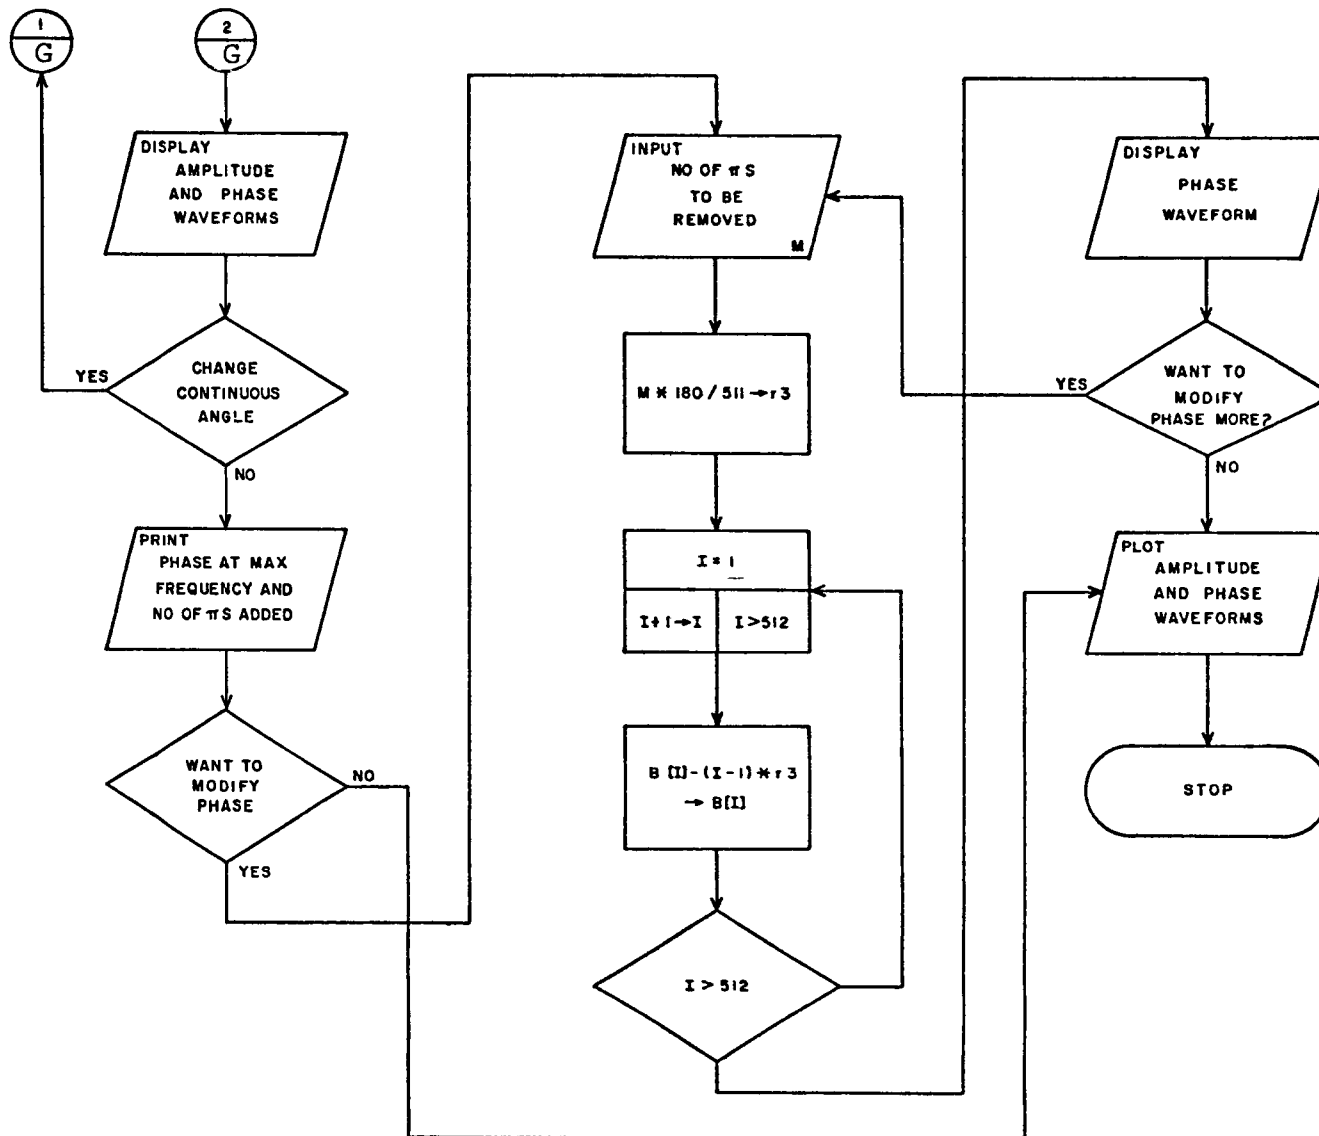 1
G
2
G
DISPLAY
AMPLITUDE
AND PHASE
WAVEFORMS
CHANGE
CONTINUOUS
ANGLE
YES
NO
PRINT
PHASE AT MAX
FREQUENCY AND
NO OF πS ADDED
WANT TO
MODIFY
PHASE
NO
YES
INPUT
NO OF πS
TO BE
REMOVED
M
M * 180 / 511 → r3
I = 1
I + 1 → I
I > 512
B [I] - (I - 1) * r3
→ B[I]
I > 512
DISPLAY
PHASE
WAVEFORM
YES
WANT TO
MODIFY
PHASE MORE?
NO
PLOT
AMPLITUDE
AND PHASE
WAVEFORMS
STOP